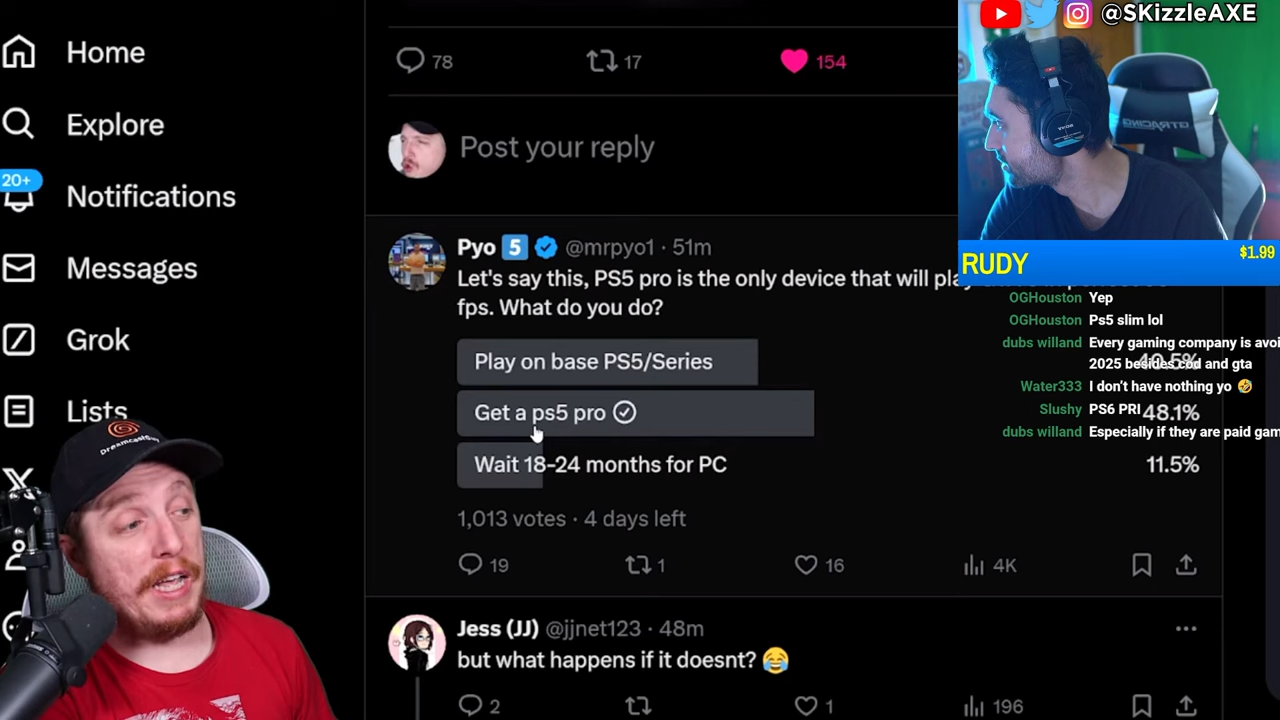 @SKizzleAXE
Home
Explore
20+
Notifications
Messages
Grok
Lists
78
17
154
Post your reply
Pyo 5 @mrpyo1 · 51m
Let's say this, PS5 pro is the only device that will
fps. What do you do?
Play on base PS5/Series
40.5%
Get a ps5 pro
48.1%
Wait 18-24 months for PC
11.5%
1,013 votes · 4 days left
19
1
16
4K
Jess (JJ) @jjnet123 · 48m
but what happens if it doesnt? 😂
2
1
196
RUDY
$1.99
OGHouston Yep
OGHouston Ps5 slim lol
dubs willand Every gaming company is avoi
2025 besides cod and gta
Water333 I don't have nothing yo 🤣
Slushy PS6 PRI
dubs willand Especially if they are paid gam
GTRACING
DreamcastGuy